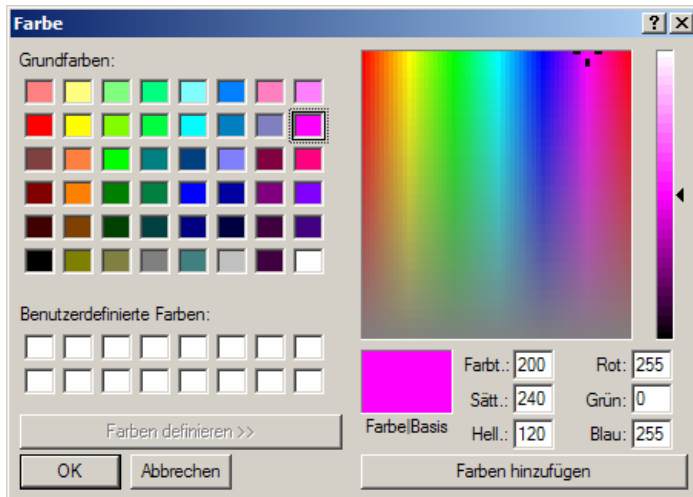 Farbe
Grundfarben:
Benutzerdefinierte Farben:
Farben definieren >>
OK Abbrechen
Farbe|Basis
Farbt.: 200 Rot: 255
Sätt.: 240 Grün: 0
Hell.: 120 Blau: 255
Farben hinzufügen